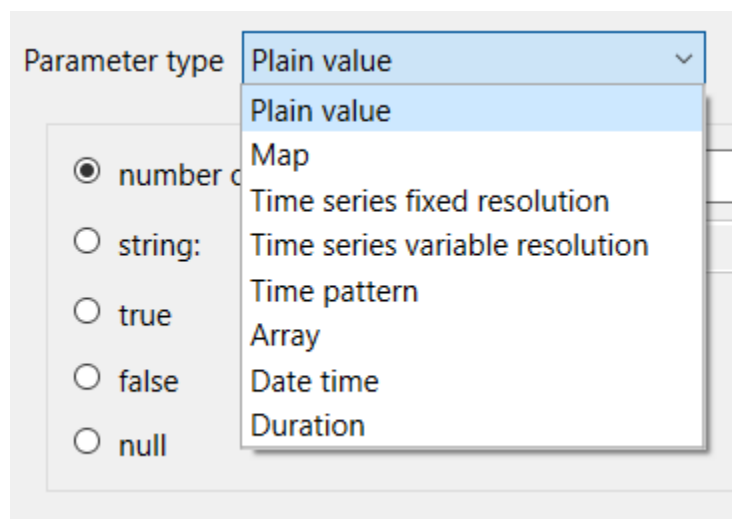 Parameter type Plain value
Plain value
Map
number
Time series fixed resolution
string:
Time series variable resolution
Time pattern
true
Array
false
Date time
Duration
null